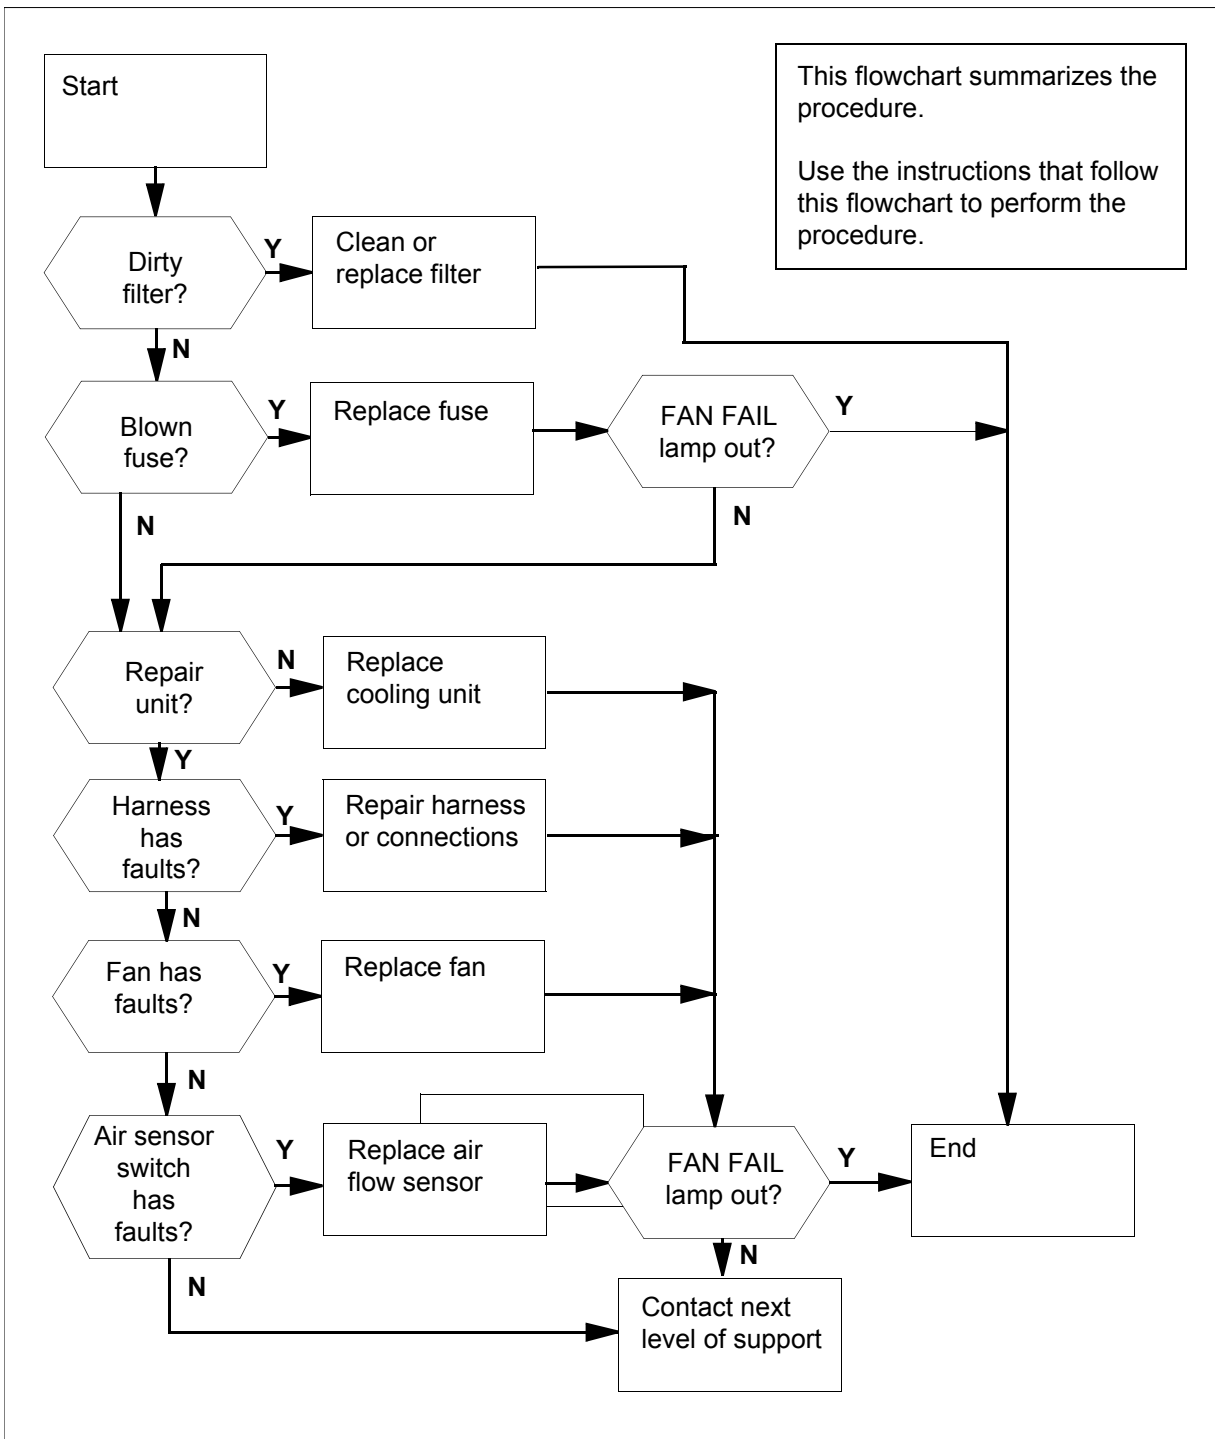 Start
This flowchart summarizes the
procedure.
Use the instructions that follow
this flowchart to perform the
procedure.
Dirty
filter?
Y
Clean or
replace filter
N
Blown
fuse?
Y
Replace fuse
FAN FAIL
lamp out?
Y
N
N
Repair
unit?
N
Replace
cooling unit
Y
Harness
has
faults?
Y
Repair harness
or connections
N
Fan has
faults?
Y
Replace fan
N
Air sensor
switch
has
faults?
Y
Replace air
flow sensor
FAN FAIL
lamp out?
Y
End
N
N
Contact next
level of support